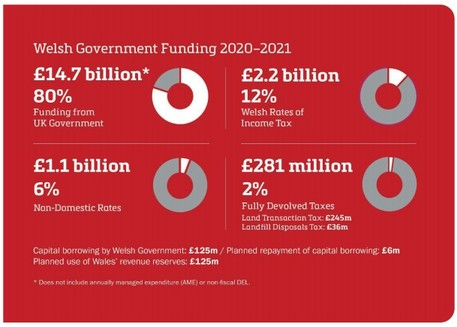 Welsh Government Funding 2020–2021
£14.7 billion*
80%
Funding from
UK Government
£2.2 billion
12%
Welsh Rates of
Income Tax
£1.1 billion
6%
Non-Domestic Rates
£281 million
2%
Fully Devolved Taxes
Land Transaction Tax: £245m
Landfill Disposals Tax: £36m
Capital borrowing by Welsh Government: £125m / Planned repayment of capital borrowing: £6m
Planned use of Wales' revenue reserves: £125m
* Does not include annually managed expenditure (AME) or non-fiscal DEL.